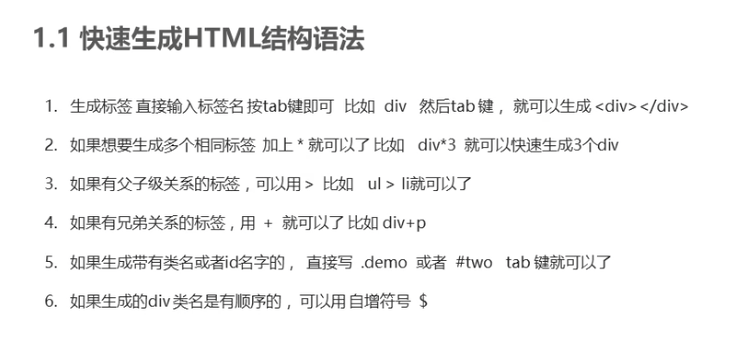 1.1 快速生成HTML结构语法
1. 生成标签 直接输入标签名 按tab键即可 比如 div 然后tab 键， 就可以生成 <div></div>
2. 如果想要生成多个相同标签 加上 * 就可以了 比如 div*3 就可以快速生成3个div
3. 如果有父子级关系的标签，可以用 > 比如 ul > li就可以了
4. 如果有兄弟关系的标签，用 + 就可以了 比如 div+p
5. 如果生成带有类名或者id名字的， 直接写 .demo 或者 #two tab 键就可以了
6. 如果生成的div 类名是有顺序的， 可以用 自增符号 $